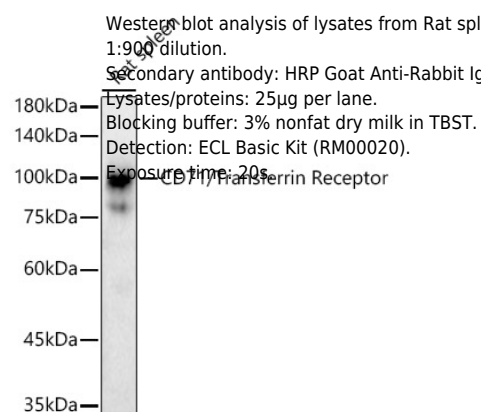 Western blot analysis of lysates from Rat spl
1:900 dilution.
Secondary antibody: HRP Goat Anti-Rabbit Ig
Lysates/proteins: 25µg per lane.
Blocking buffer: 3% nonfat dry milk in TBST.
Detection: ECL Basic Kit (RM00020).
Exposure time: 20s.
Rat spleen
180kDa
140kDa
100kDa
CD71/Transferrin Receptor
75kDa
60kDa
45kDa
35kDa